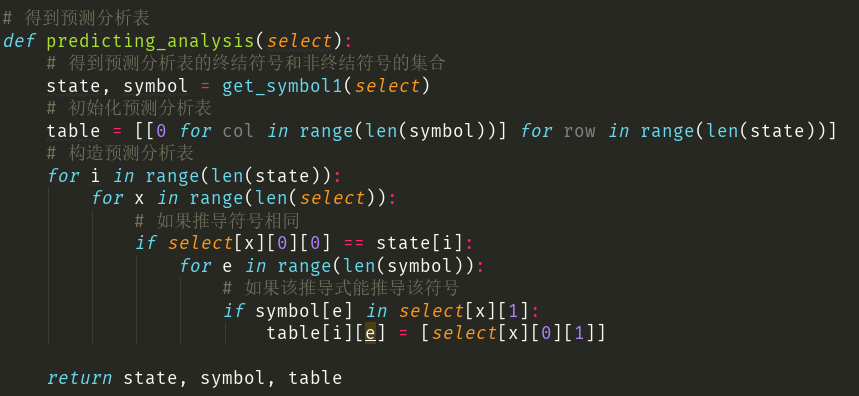 # 得到预测分析表
def predicting_analysis(select):
    # 得到预测分析表的终结符号和非终结符号的集合
    state, symbol = get_symbol1(select)
    # 初始化预测分析表
    table = [[0 for col in range(len(symbol))] for row in range(len(state))]
    # 构造预测分析表
    for i in range(len(state)):
        for x in range(len(select)):
            # 如果推导符号相同
            if select[x][0][0] == state[i]:
                for e in range(len(symbol)):
                    # 如果该推导式能推导该符号
                    if symbol[e] in select[x][1]:
                        table[i][e] = [select[x][0][1]]
    return state, symbol, table